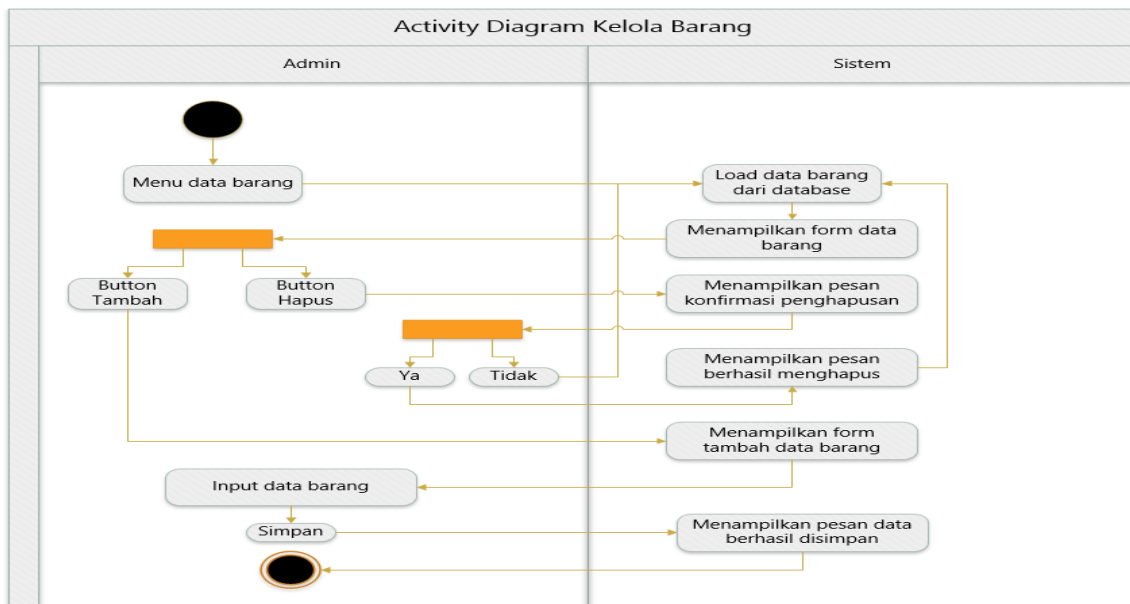 Activity Diagram Kelola Barang
Admin
Sistem
Menu data barang
Load data barang
dari database
Menampilkan form data
barang
Button
Tambah
Button
Hapus
Menampilkan pesan
konfirmasi penghapusan
Ya
Tidak
Menampilkan pesan
berhasil menghapus
Menampilkan form
tambah data barang
Input data barang
Simpan
Menampilkan pesan data
berhasil disimpan